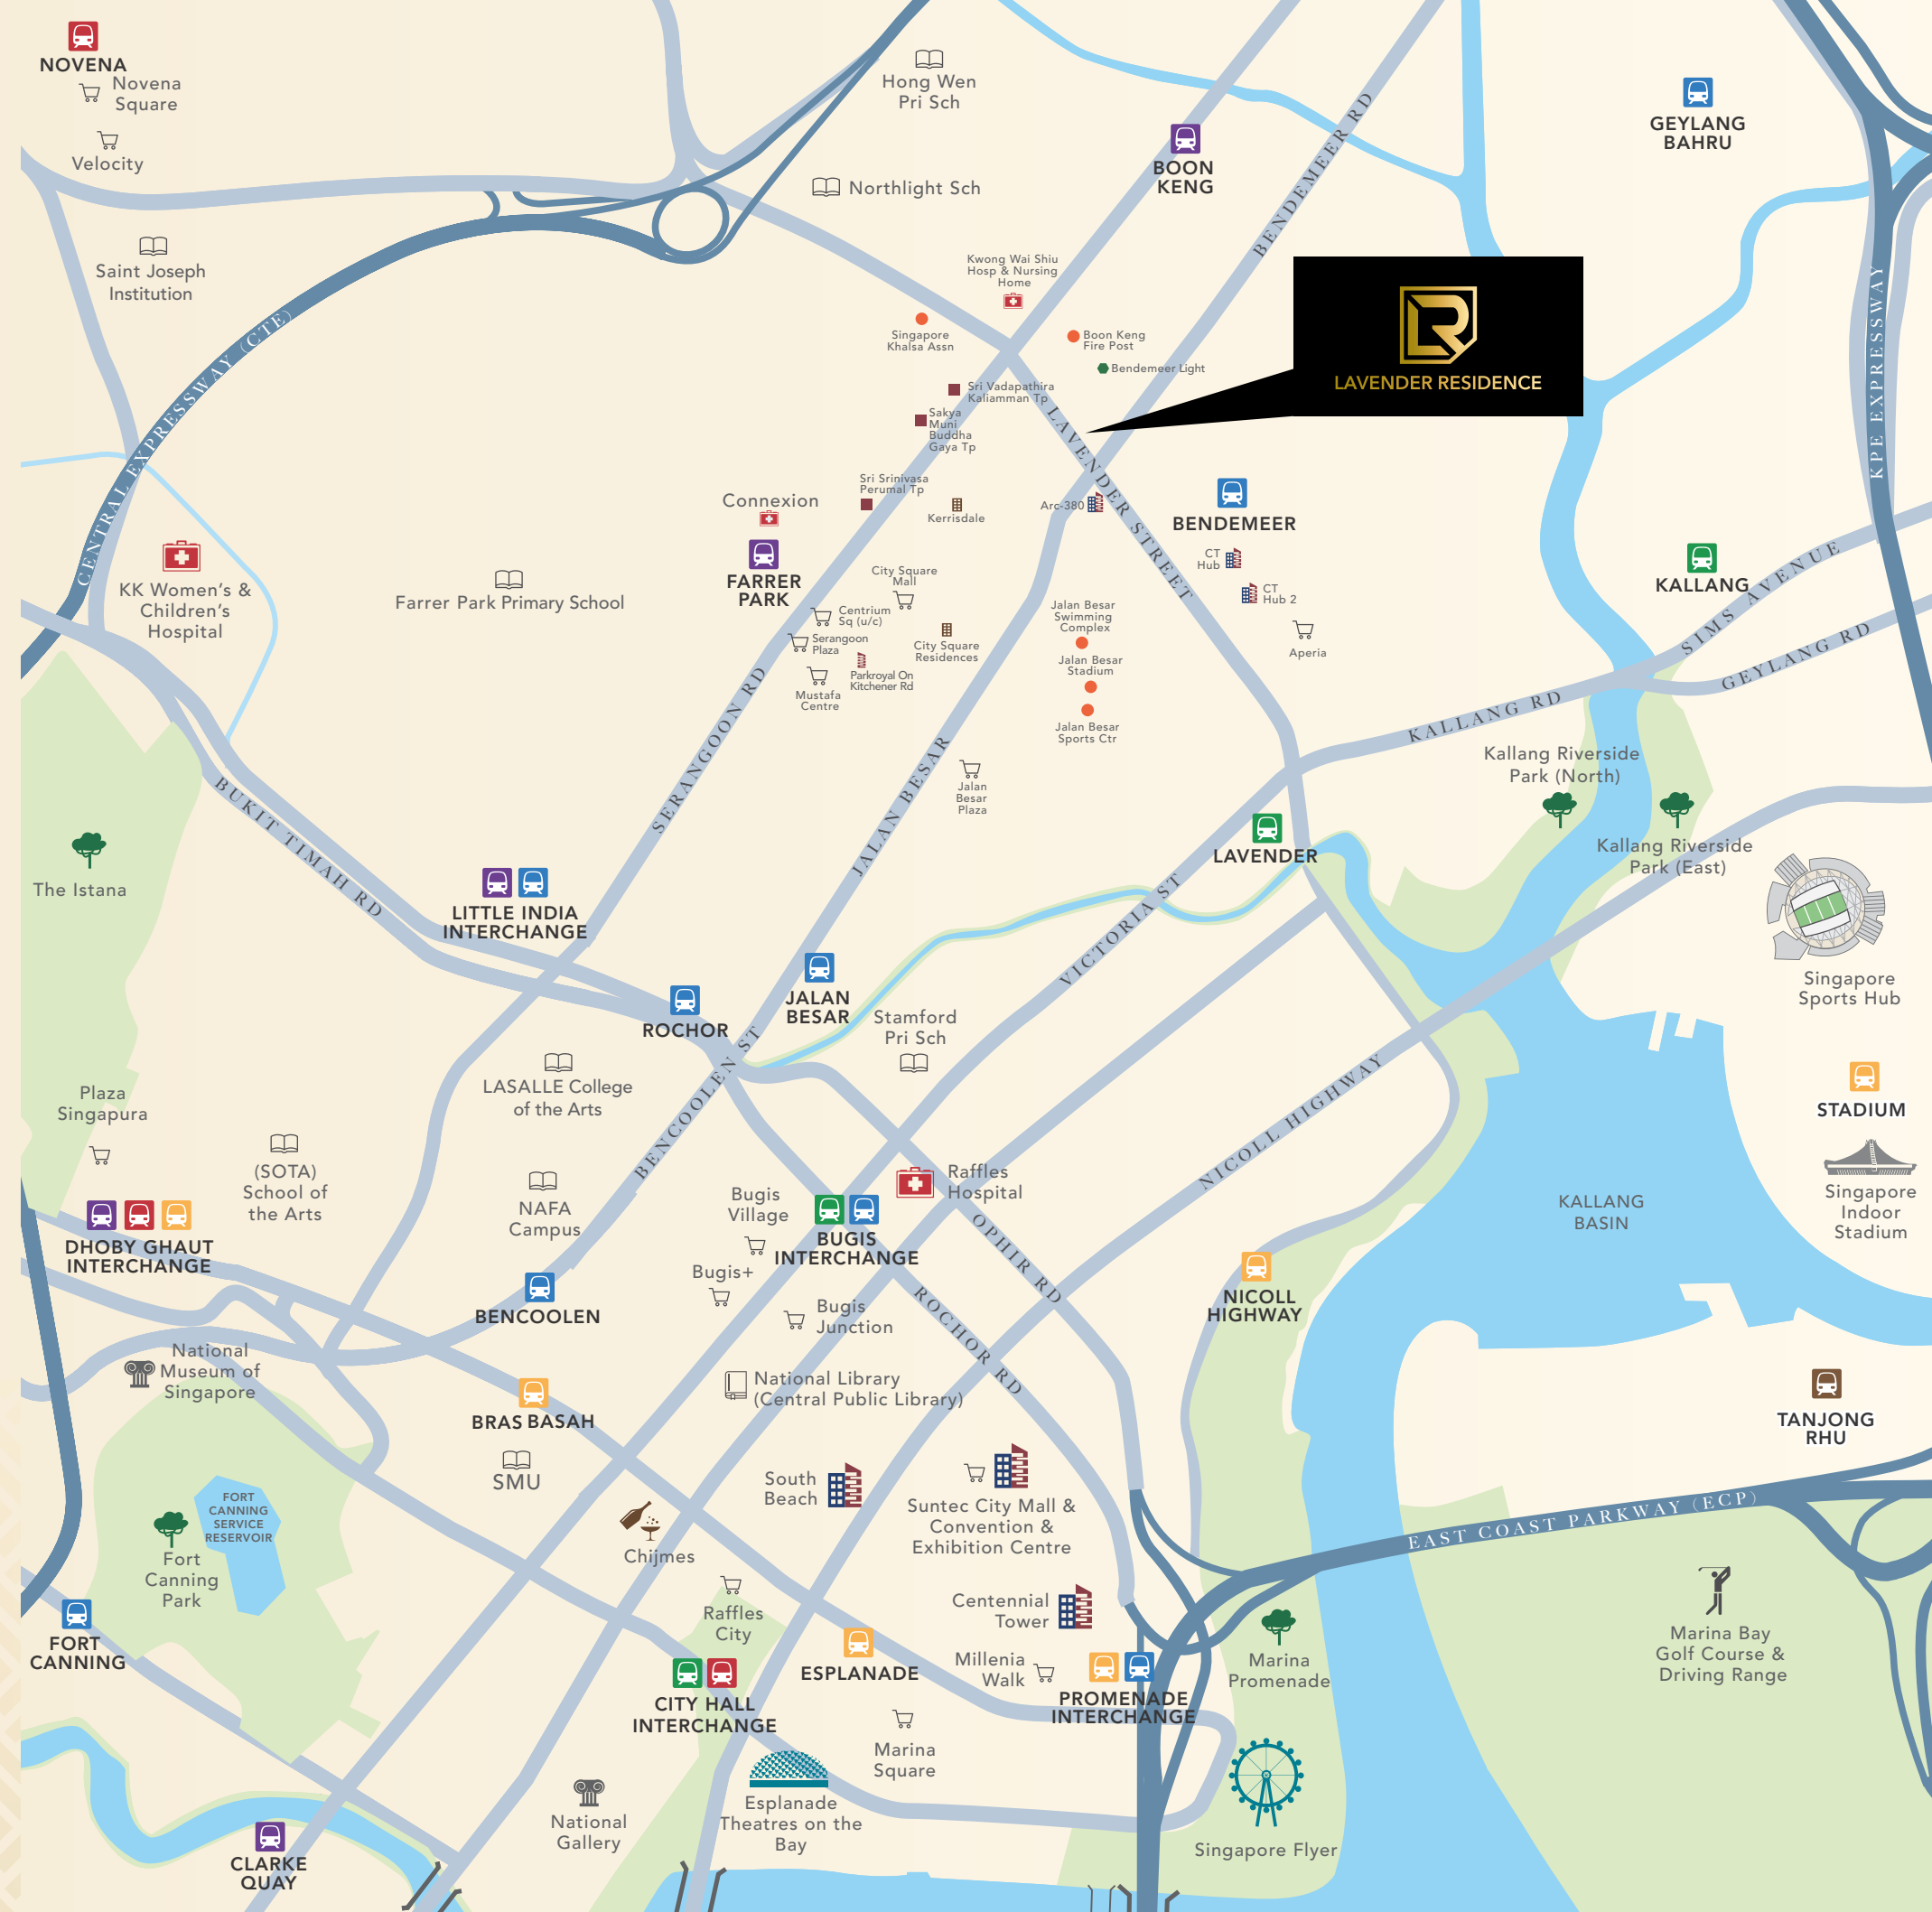 NOVENA
Novena
Square
Velocity
Hong Wen
Pri Sch
Northlight Sch
BOON
KENG
BENDEMEER RD
GEYLANG
BAHRU
Saint Joseph
Institution
CENTRAL EXPRESSWAY (CTE)
Kwong Wai Shiu
Hosp & Nursing
Home
Singapore
Khalsa Assn
Boon Keng
Fire Post
Bendemeer Light
LR
LAVENDER RESIDENCE
KPE EXPRESSWAY
Sri Vadapathira
Kaliamman Tp
Sakya
Muni
Buddha
Gaya Tp
LAVENDER STREET
Sri Srinivasa
Perumal Tp
Connexion
Kerrisdale
Arc-380
BENDEMEER
CT
Hub
CT
Hub 2
Aperia
KALLANG
SIMS AVENUE
GEYLANG RD
KALLANG RD
KK Women's &
Children's
Hospital
Farrer Park Primary School
FARRER
PARK
City Square
Mall
Centrium
Sq (u/c)
Serangoon
Plaza
City Square
Residences
Parkroyal On
Kitchener Rd
Mustafa
Centre
Jalan Besar
Swimming
Complex
Jalan Besar
Stadium
Jalan Besar
Sports Ctr
SERANGOON RD
JALAN BESAR
Jalan
Besar
Plaza
BUKIT TIMAH RD
Kallang Riverside
Park (North)
Kallang Riverside
Park (East)
LAVENDER
The Istana
LITTLE INDIA
INTERCHANGE
VICTORIA ST
Singapore
Sports Hub
JALAN
BESAR
ROCHOR
Stamford
Pri Sch
BENCOOLEN ST
LASALLE College
of the Arts
NICOLL HIGHWAY
STADIUM
Plaza
Singapura
(SOTA)
School of
the Arts
NAFA
Campus
Bugis
Village
Raffles
Hospital
KALLANG
BASIN
Singapore
Indoor
Stadium
DHOBY GHAUT
INTERCHANGE
BUGIS
INTERCHANGE
OPHIR RD
Bugis+
BENCOOLEN
Bugis
Junction
ROCHOR RD
NICOLL
HIGHWAY
National
Museum of
Singapore
National Library
(Central Public Library)
BRAS BASAH
SMU
TANJONG
RHU
South
Beach
Suntec City Mall &
Convention &
Exhibition Centre
EAST COAST PARKWAY (ECP)
FORT
CANNING
SERVICE
RESERVOIR
Fort
Canning
Park
Chijmes
Raffles
City
Centennial
Tower
FORT
CANNING
ESPLANADE
Millenia
Walk
Marina
Promenade
Marina Bay
Golf Course &
Driving Range
CITY HALL
INTERCHANGE
PROMENADE
INTERCHANGE
Marina
Square
National
Gallery
Esplanade
Theatres on the
Bay
Singapore Flyer
CLARKE
QUAY